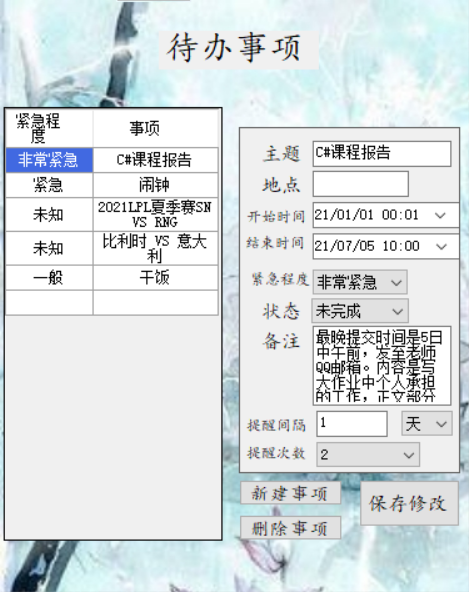 待办事项
紧急程
度
事项
非常紧急
C#课程报告
紧急
闹钟
未知
2021LPL夏季赛SN
VS RNG
未知
比利时 VS 意大
利
一般
干饭
主题
C#课程报告
地点
开始时间
21/01/01 00:01
结束时间
21/07/05 10:00
紧急程度
非常紧急
状态
未完成
备注
最晚提交时间是5日
中午前，发至老师
QQ邮箱。内容是写
大作业中个人承担
的工作，正文部分
提醒间隔
1
天
提醒次数
2
新建事项
删除事项
保存修改